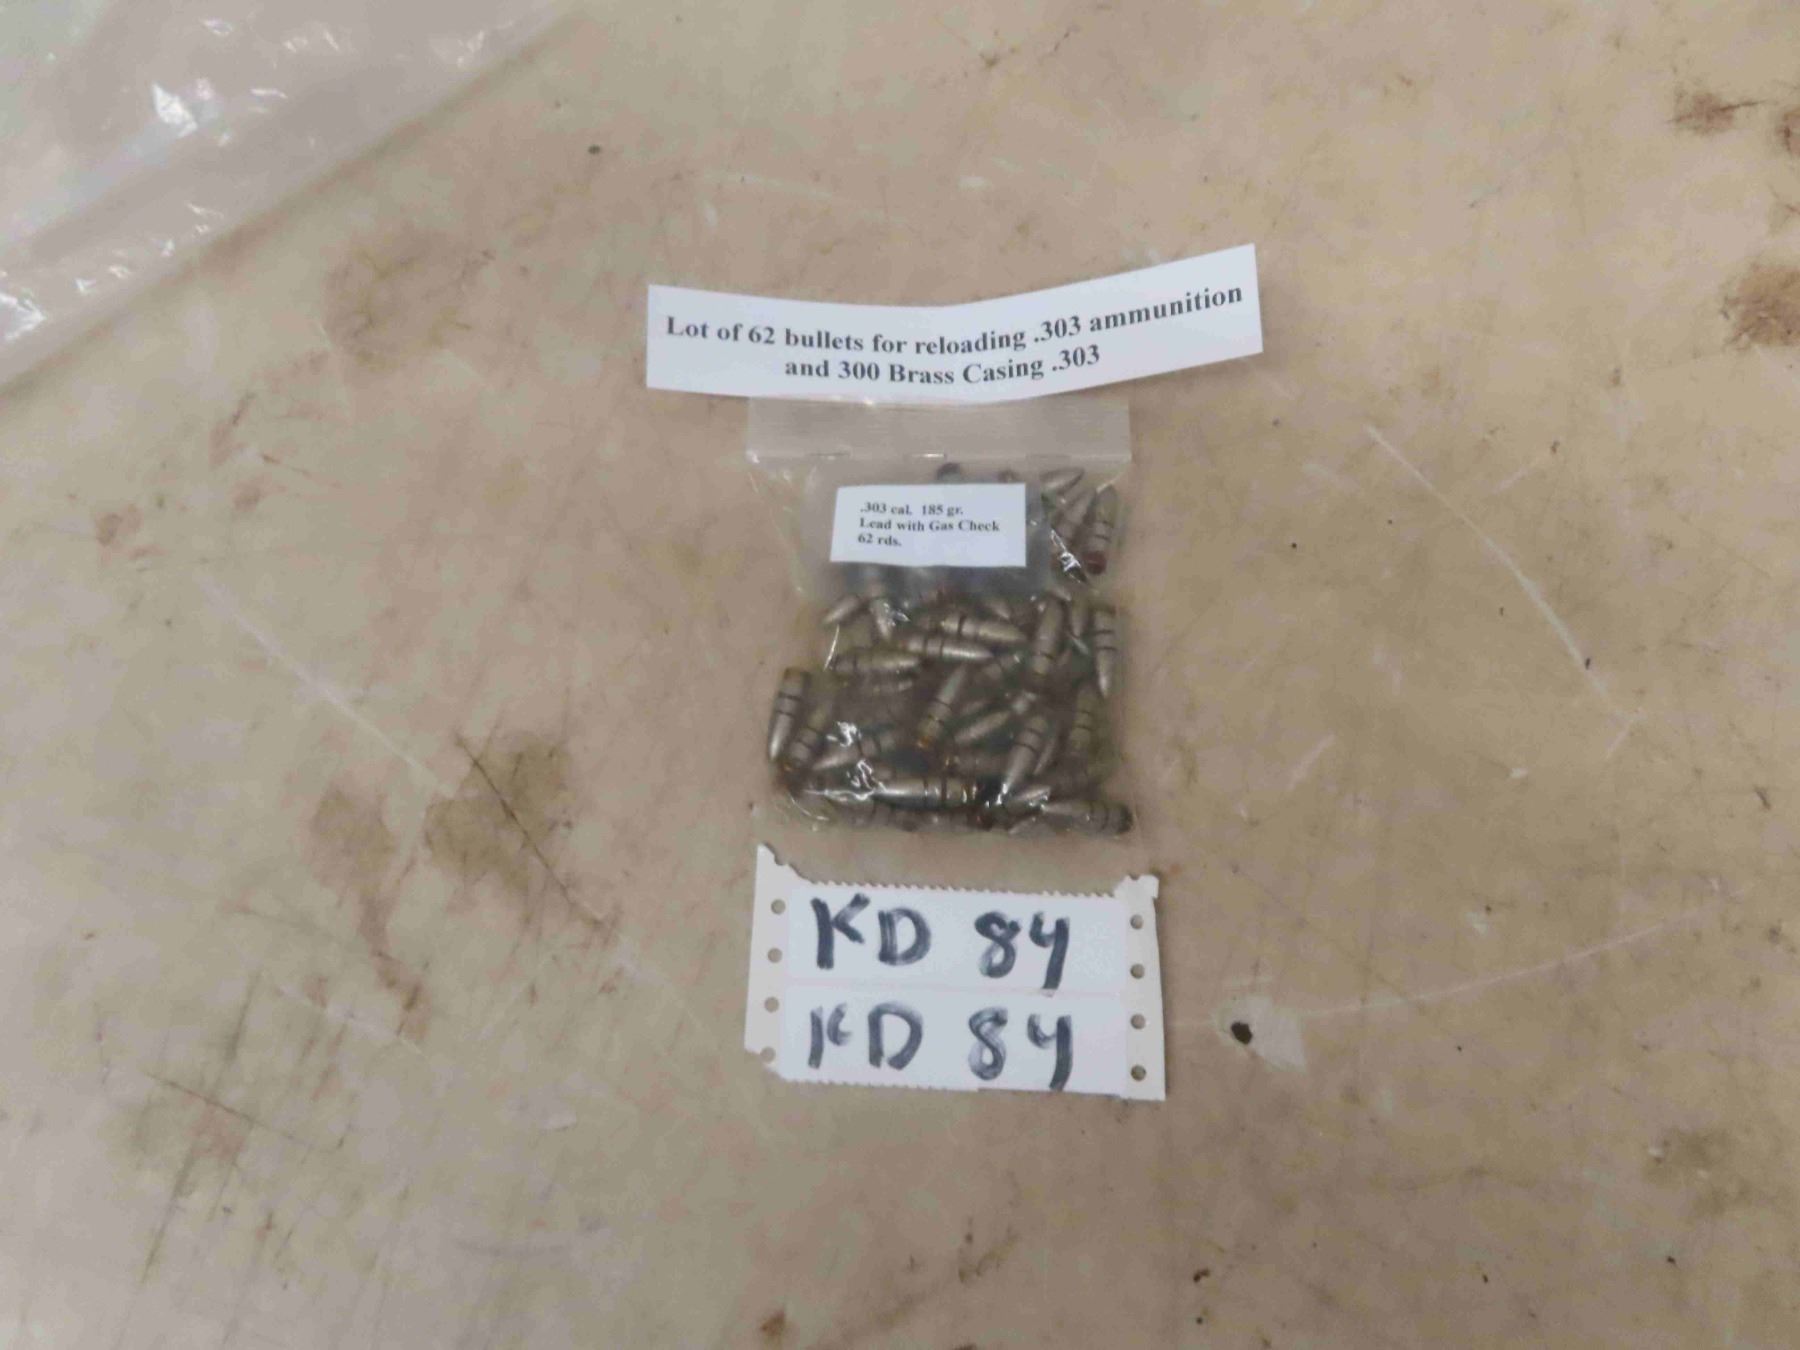 Lot of 62 bullets for reloading .303 ammunition
and 300 Brass Casing .303
.303 cal. 185 gr.
Lead with Gas Check
62 rds.
KD 84
KD 84